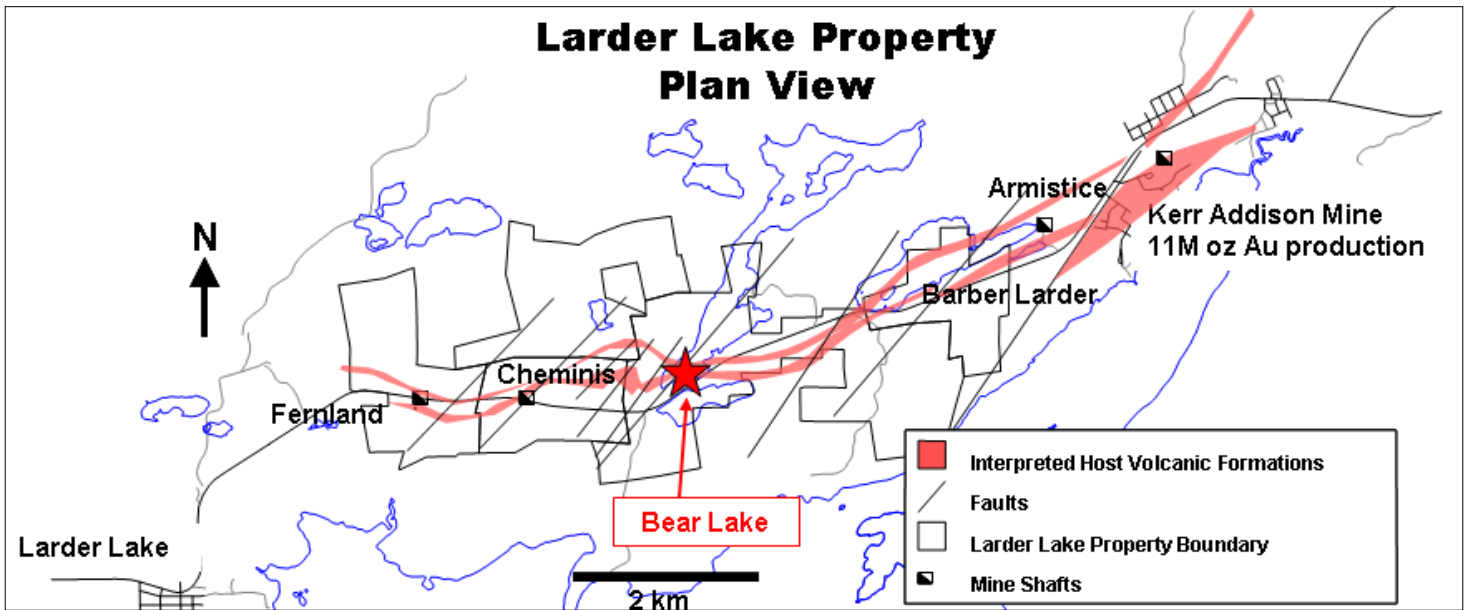 Larder Lake Property
Plan View
N
Armistice
Kerr Addison Mine
11M oz Au production
Barber Larder
Cheminis
Fernland
Bear Lake
Larder Lake
2 km
Interpreted Host Volcanic Formations
Faults
Larder Lake Property Boundary
Mine Shafts